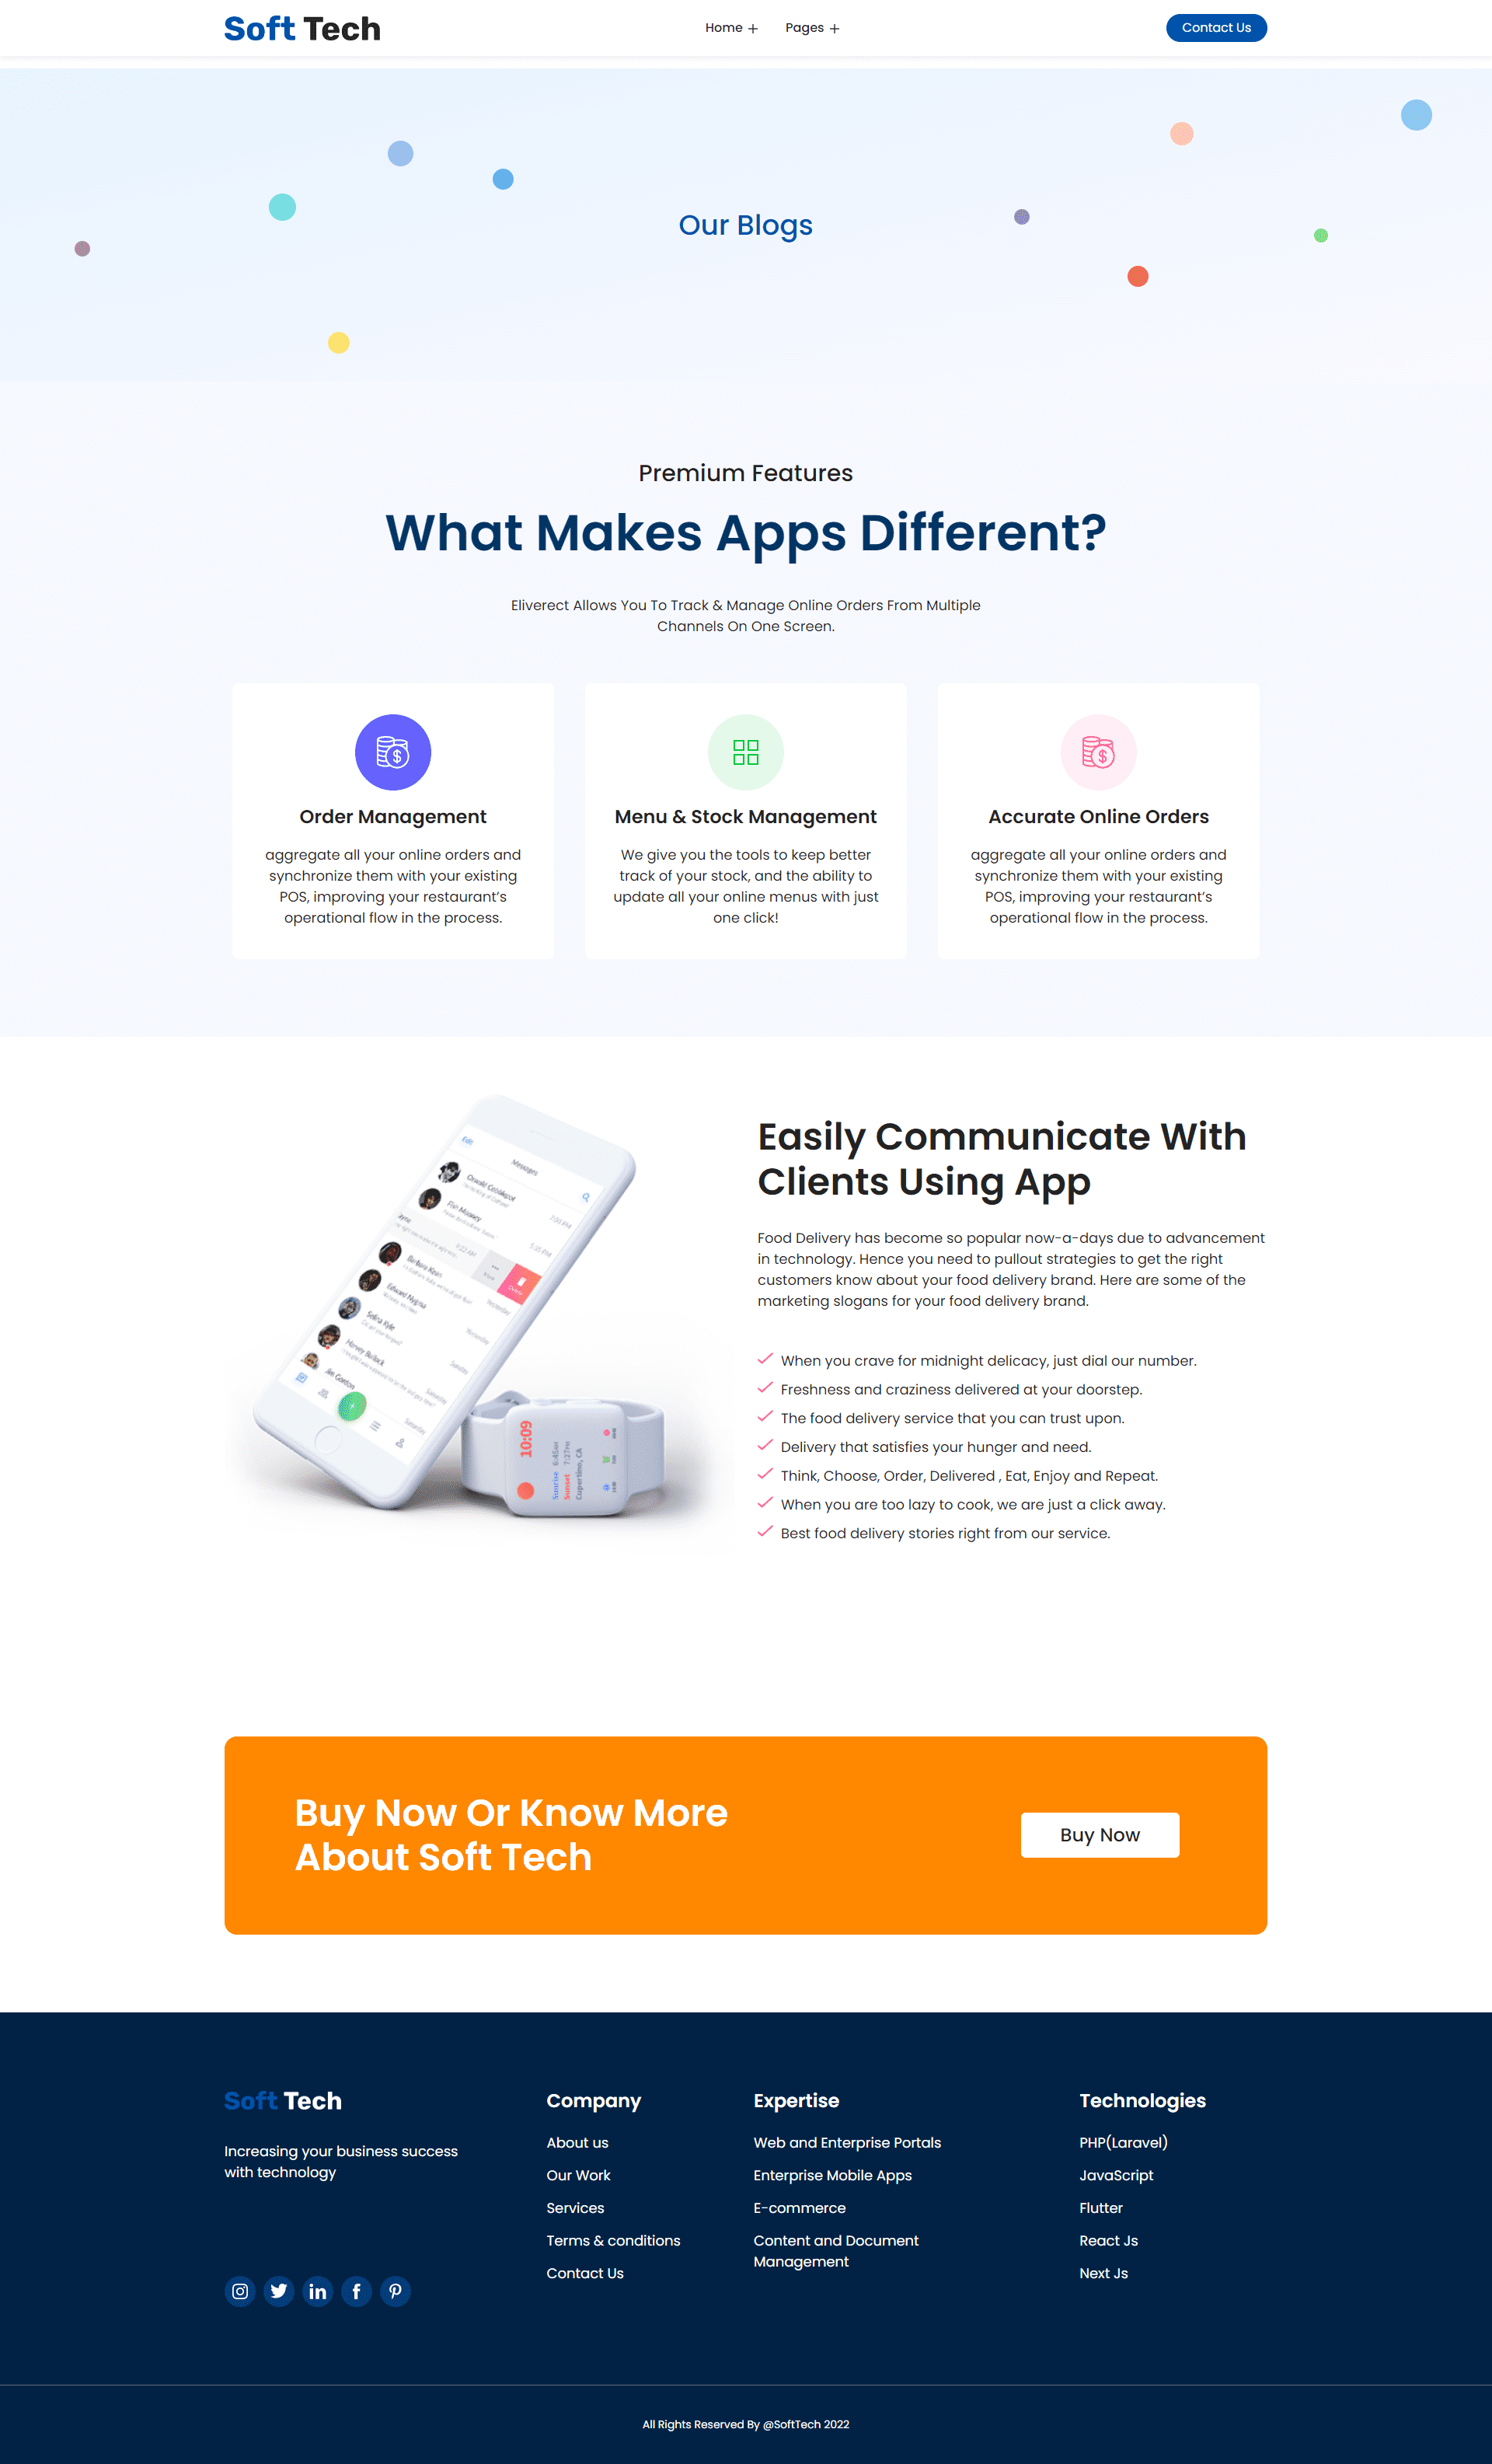 Soft Tech
Home
Pages
Contact Us
Our Blogs
Premium Features
What Makes Apps Different?
Eliverect Allows You To Track & Manage Online Orders From Multiple
Channels On One Screen.
Order Management
aggregate all your online orders and
synchronize them with your existing
POS, improving your restaurant's
operational flow in the process.
Menu & Stock Management
We give you the tools to keep better
track of your stock, and the ability to
update all your online menus with just
one click!
Accurate Online Orders
aggregate all your online orders and
synchronize them with your existing
POS, improving your restaurant's
operational flow in the process.
Edit
Messages
Yesterday
Sunday
Saturday
10:09
Sunrise 6:45AM
Sunset 7:27PM
Cupertino, CA
Easily Communicate With
Clients Using App
Food Delivery has become so popular now-a-days due to advancement
in technology. Hence you need to pullout strategies to get the right
customers know about your food delivery brand. Here are some of the
marketing slogans for your food delivery brand.
When you crave for midnight delicacy, just dial our number.
Freshness and craziness delivered at your doorstep.
The food delivery service that you can trust upon.
Delivery that satisfies your hunger and need.
Think, Choose, Order, Delivered , Eat, Enjoy and Repeat.
When you are too lazy to cook, we are just a click away.
Best food delivery stories right from our service.
Buy Now Or Know More
About Soft Tech
Buy Now
Soft Tech
Increasing your business success
with technology
Company
About us
Our Work
Services
Terms & conditions
Contact Us
Expertise
Web and Enterprise Portals
Enterprise Mobile Apps
E-commerce
Content and Document
Management
Technologies
PHP(Laravel)
JavaScript
Flutter
React Js
Next Js
All Rights Reserved By @SoftTech 2022